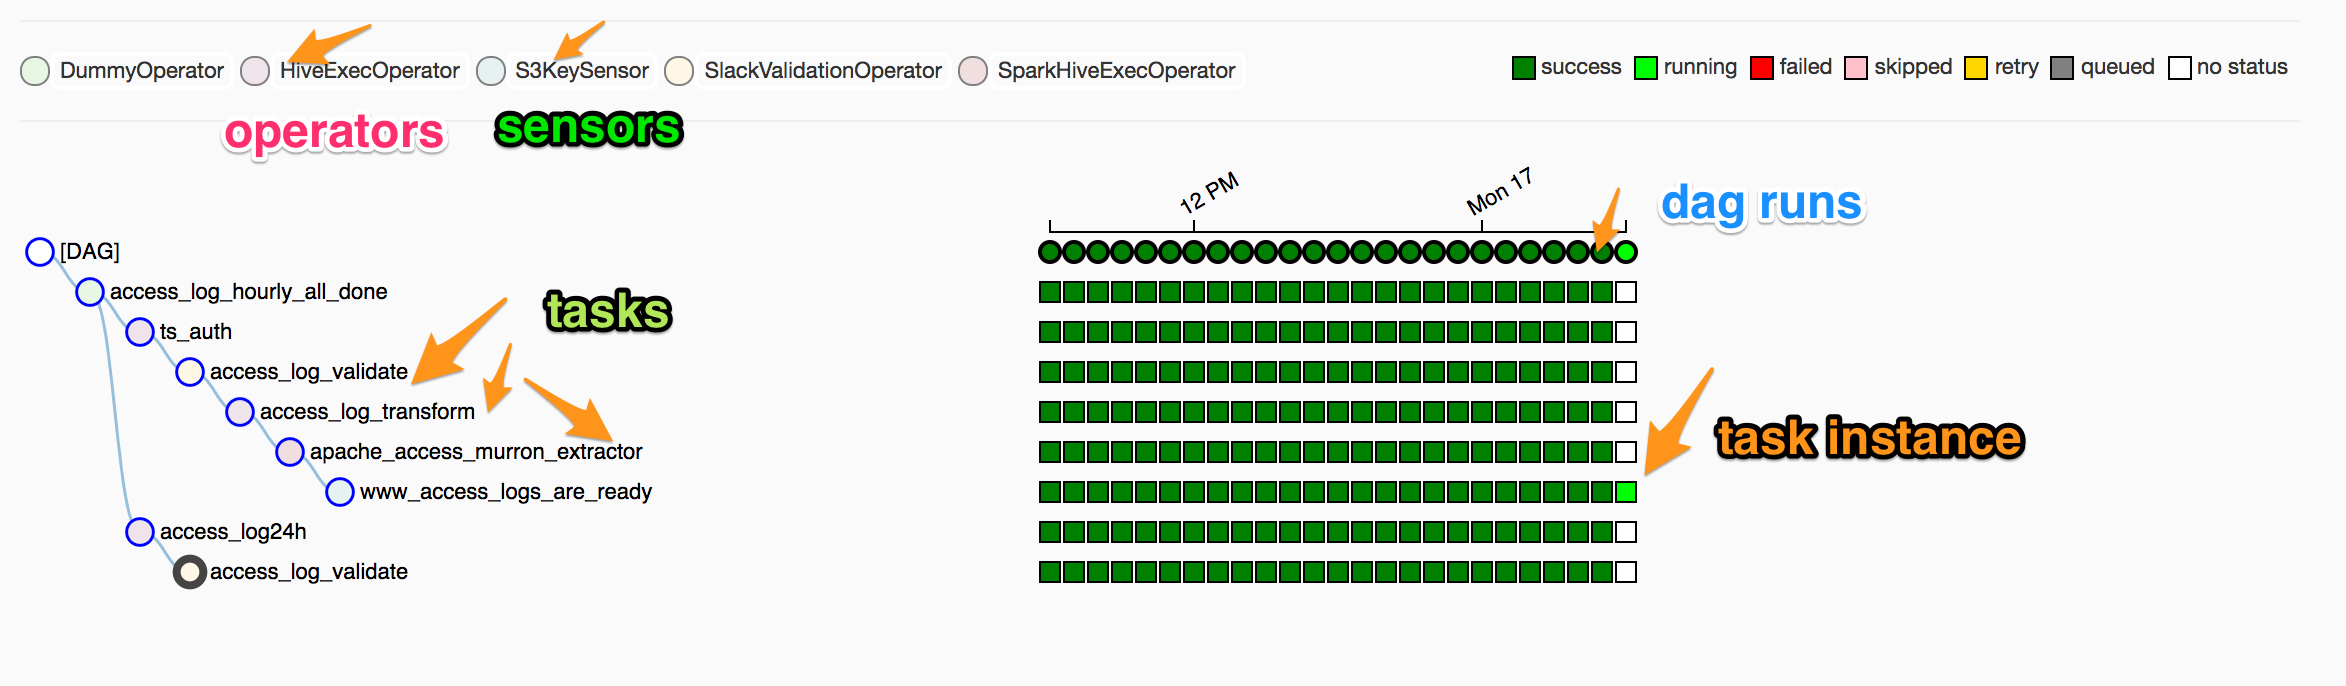 DummyOperator HiveExecOperator S3KeySensor SlackValidationOperator SparkHiveExecOperator success running failed skipped retry queued no status
operators sensors
12 PM Mon 17
dag runs
[DAG]
access_log_hourly_all_done
tasks
ts_auth
access_log_validate
access_log_transform
task instance
apache_access_murron_extractor
www_access_logs_are_ready
access_log24h
access_log_validate